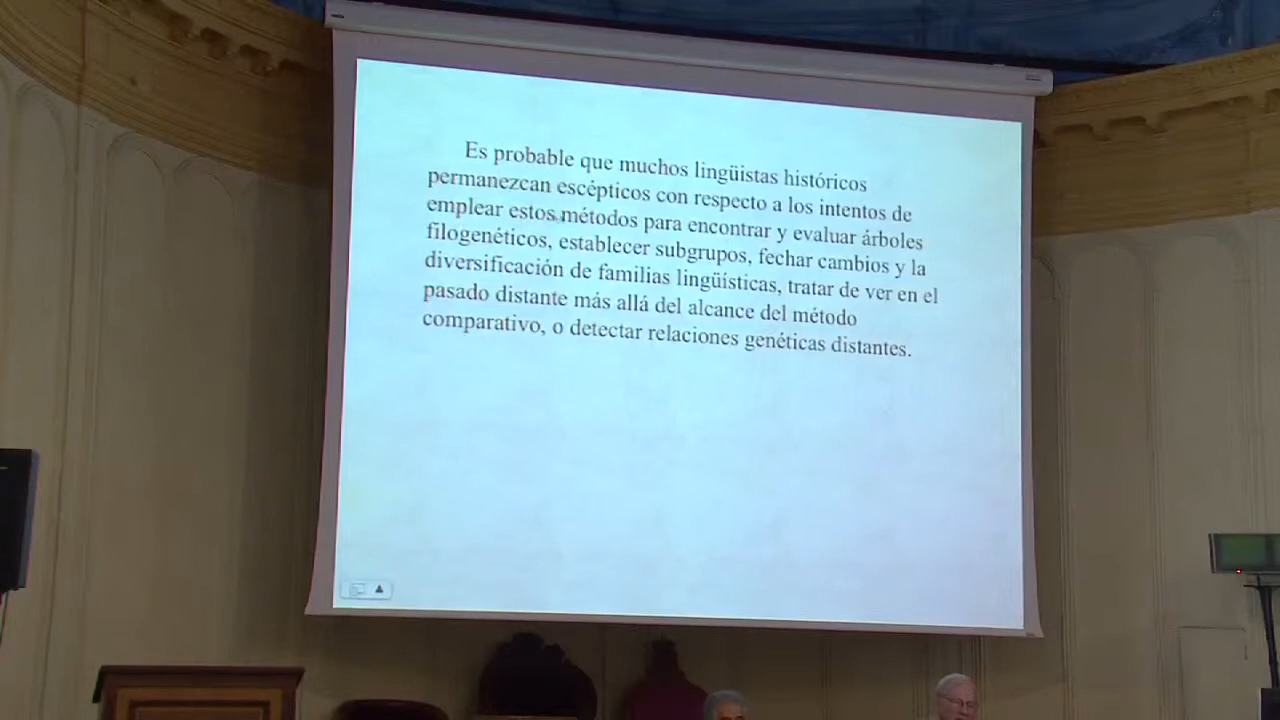 Es probable que muchos lingüistas históricos
permanezcan escépticos con respecto a los intentos de
emplear estos métodos para encontrar y evaluar árboles
filogenéticos, establecer subgrupos, fechar cambios y la
diversificación de familias lingüísticas, tratar de ver en el
pasado distante más allá del alcance del método
comparativo, o detectar relaciones genéticas distantes.